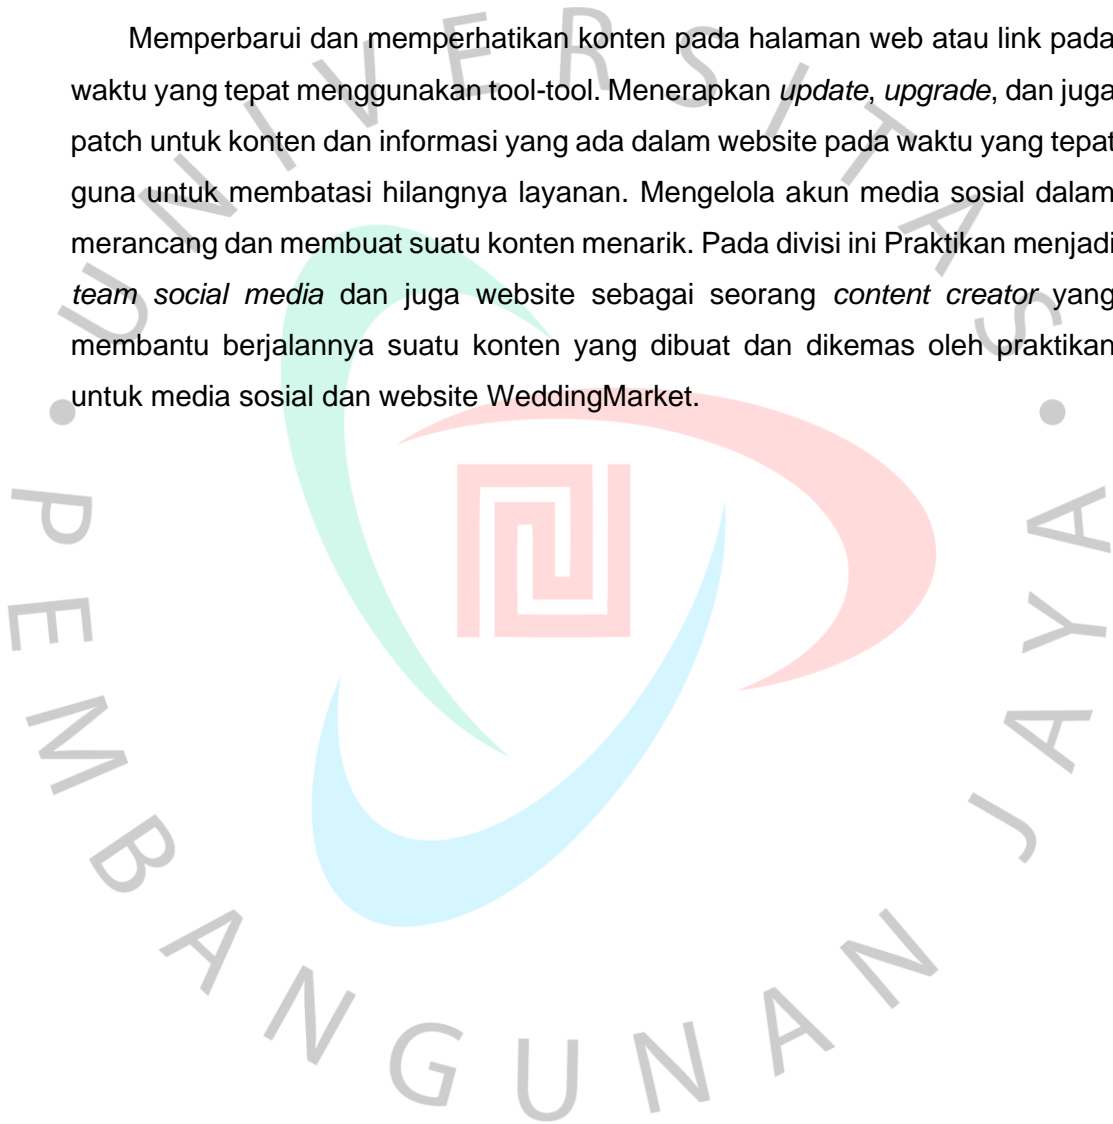 Memperbarui dan memperhatikan konten pada halaman web atau link pada
waktu yang tepat menggunakan tool-tool. Menerapkan update, upgrade, dan juga
patch untuk konten dan informasi yang ada dalam website pada waktu yang tepat
guna untuk membatasi hilangnya layanan. Mengelola akun media sosial dalam
merancang dan membuat suatu konten menarik. Pada divisi ini Praktikan menjadi
team social media dan juga website sebagai seorang content creator yang
membantu berjalannya suatu konten yang dibuat dan dikemas oleh praktikan
untuk media sosial dan website WeddingMarket.
UNIVERSITAS
PEMBANGUNAN
JAYA